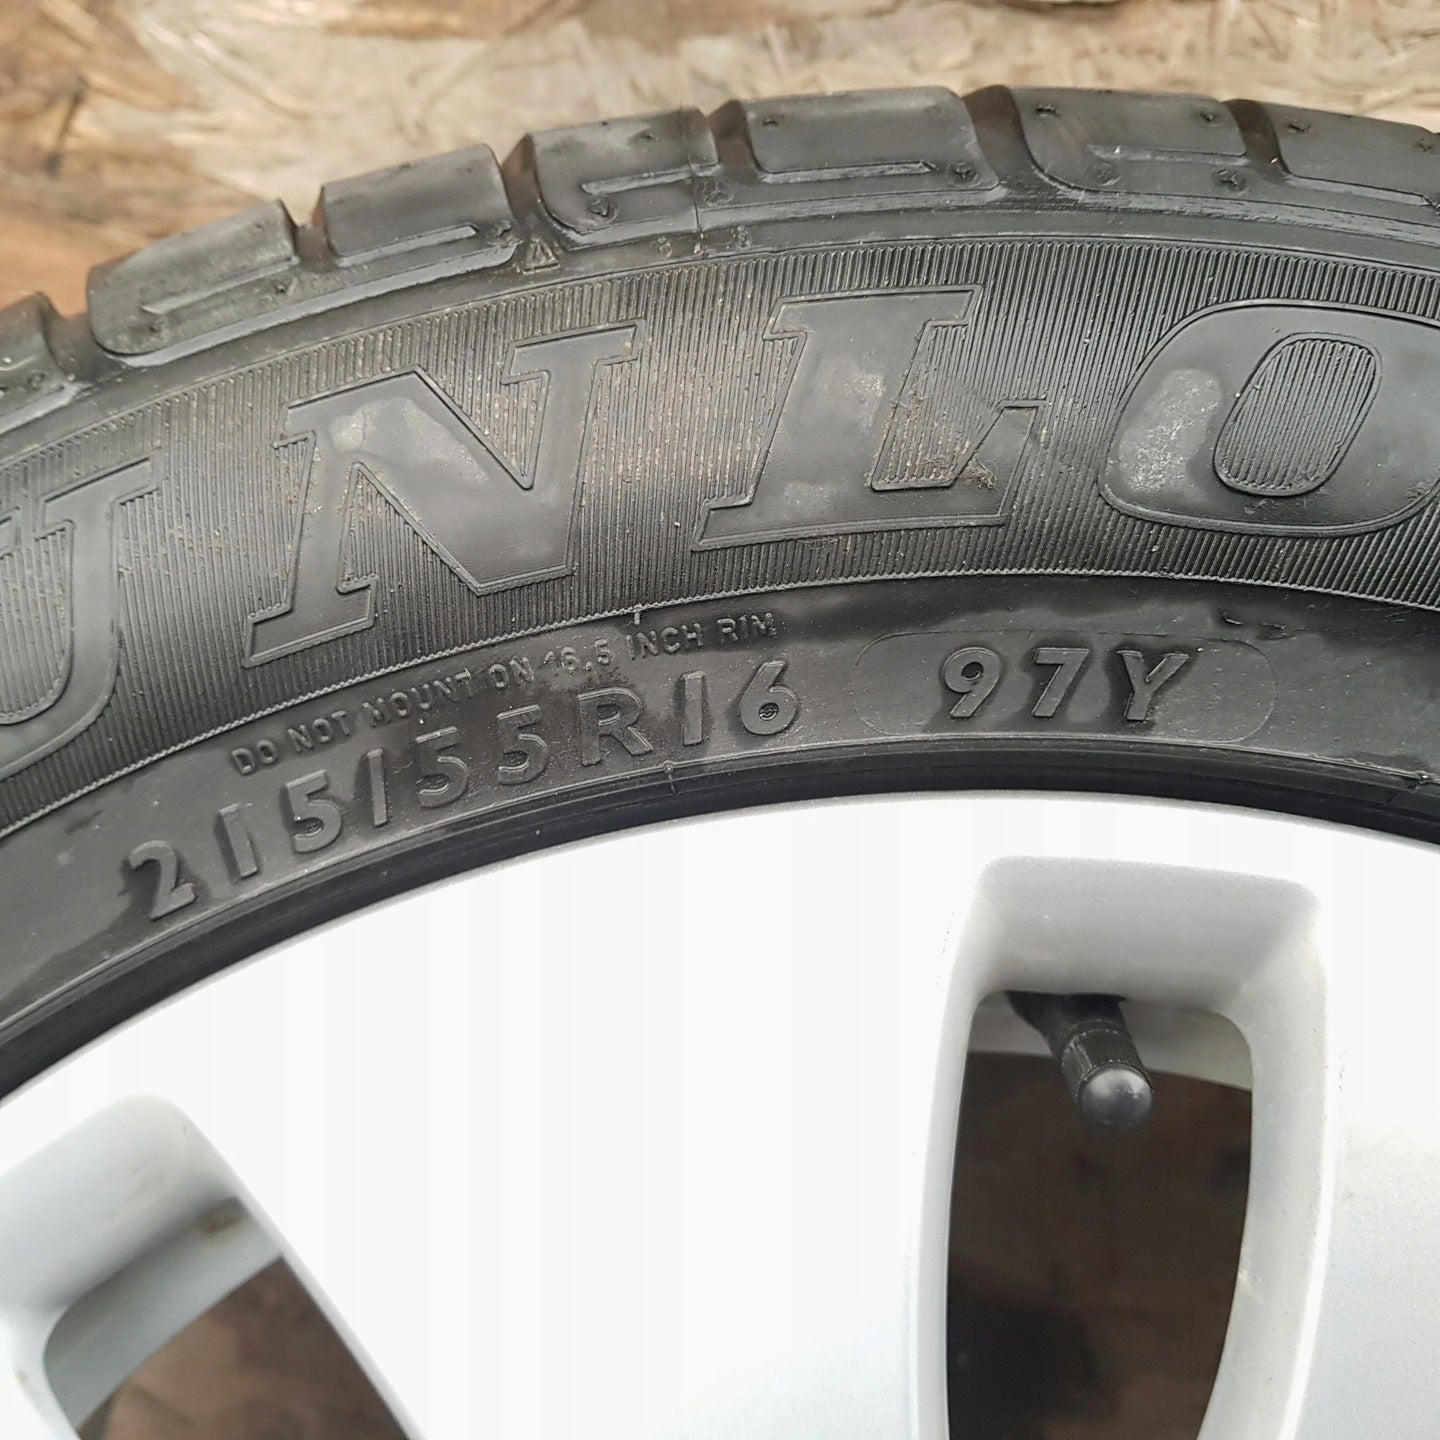 UNLO
DO NOT MOUNT ON 16.5 INCH RIM
215/55R16 97Y